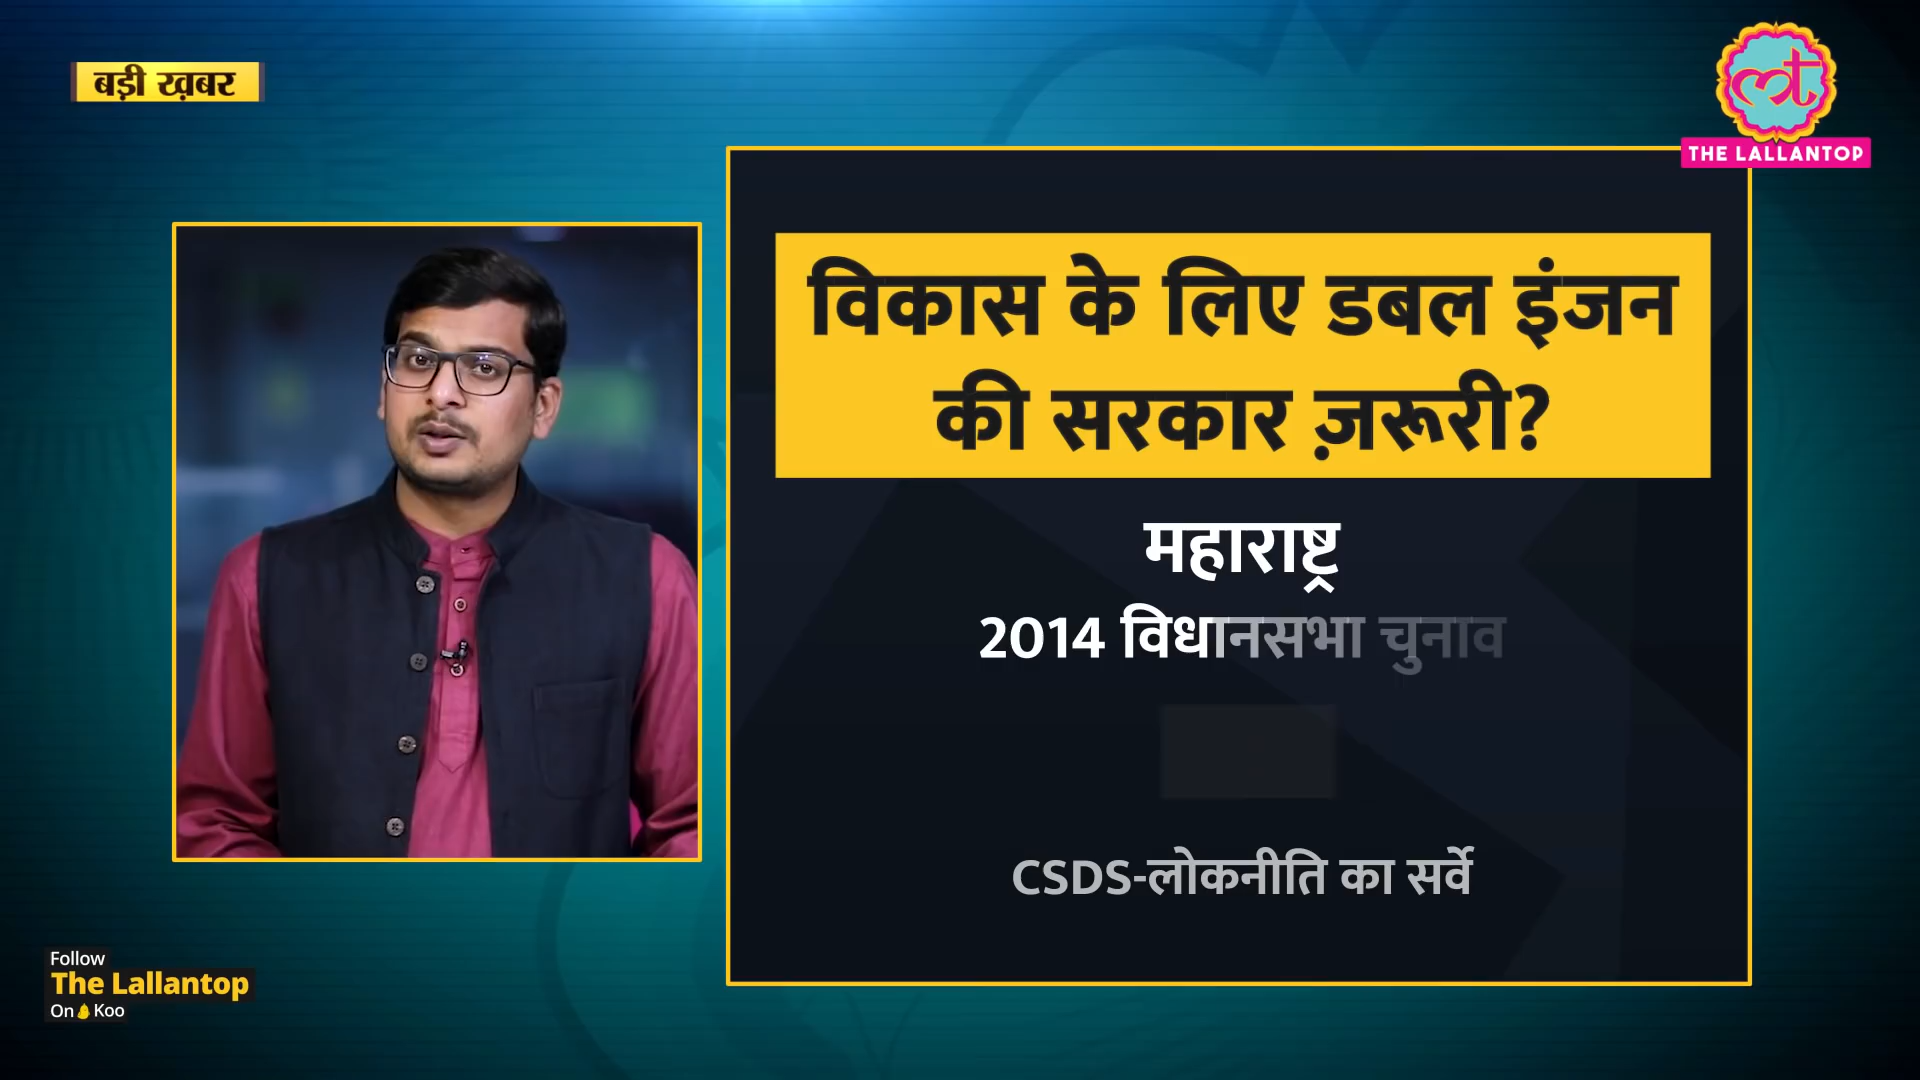 बड़ी ख़बर
THE LALLANTOP
विकास के लिए डबल इंजन
की सरकार ज़रूरी?
महाराष्ट्र
2014 विधानसभा चुनाव
CSDS-लोकनीति का सर्वे
Follow
The Lallantop
On Koo